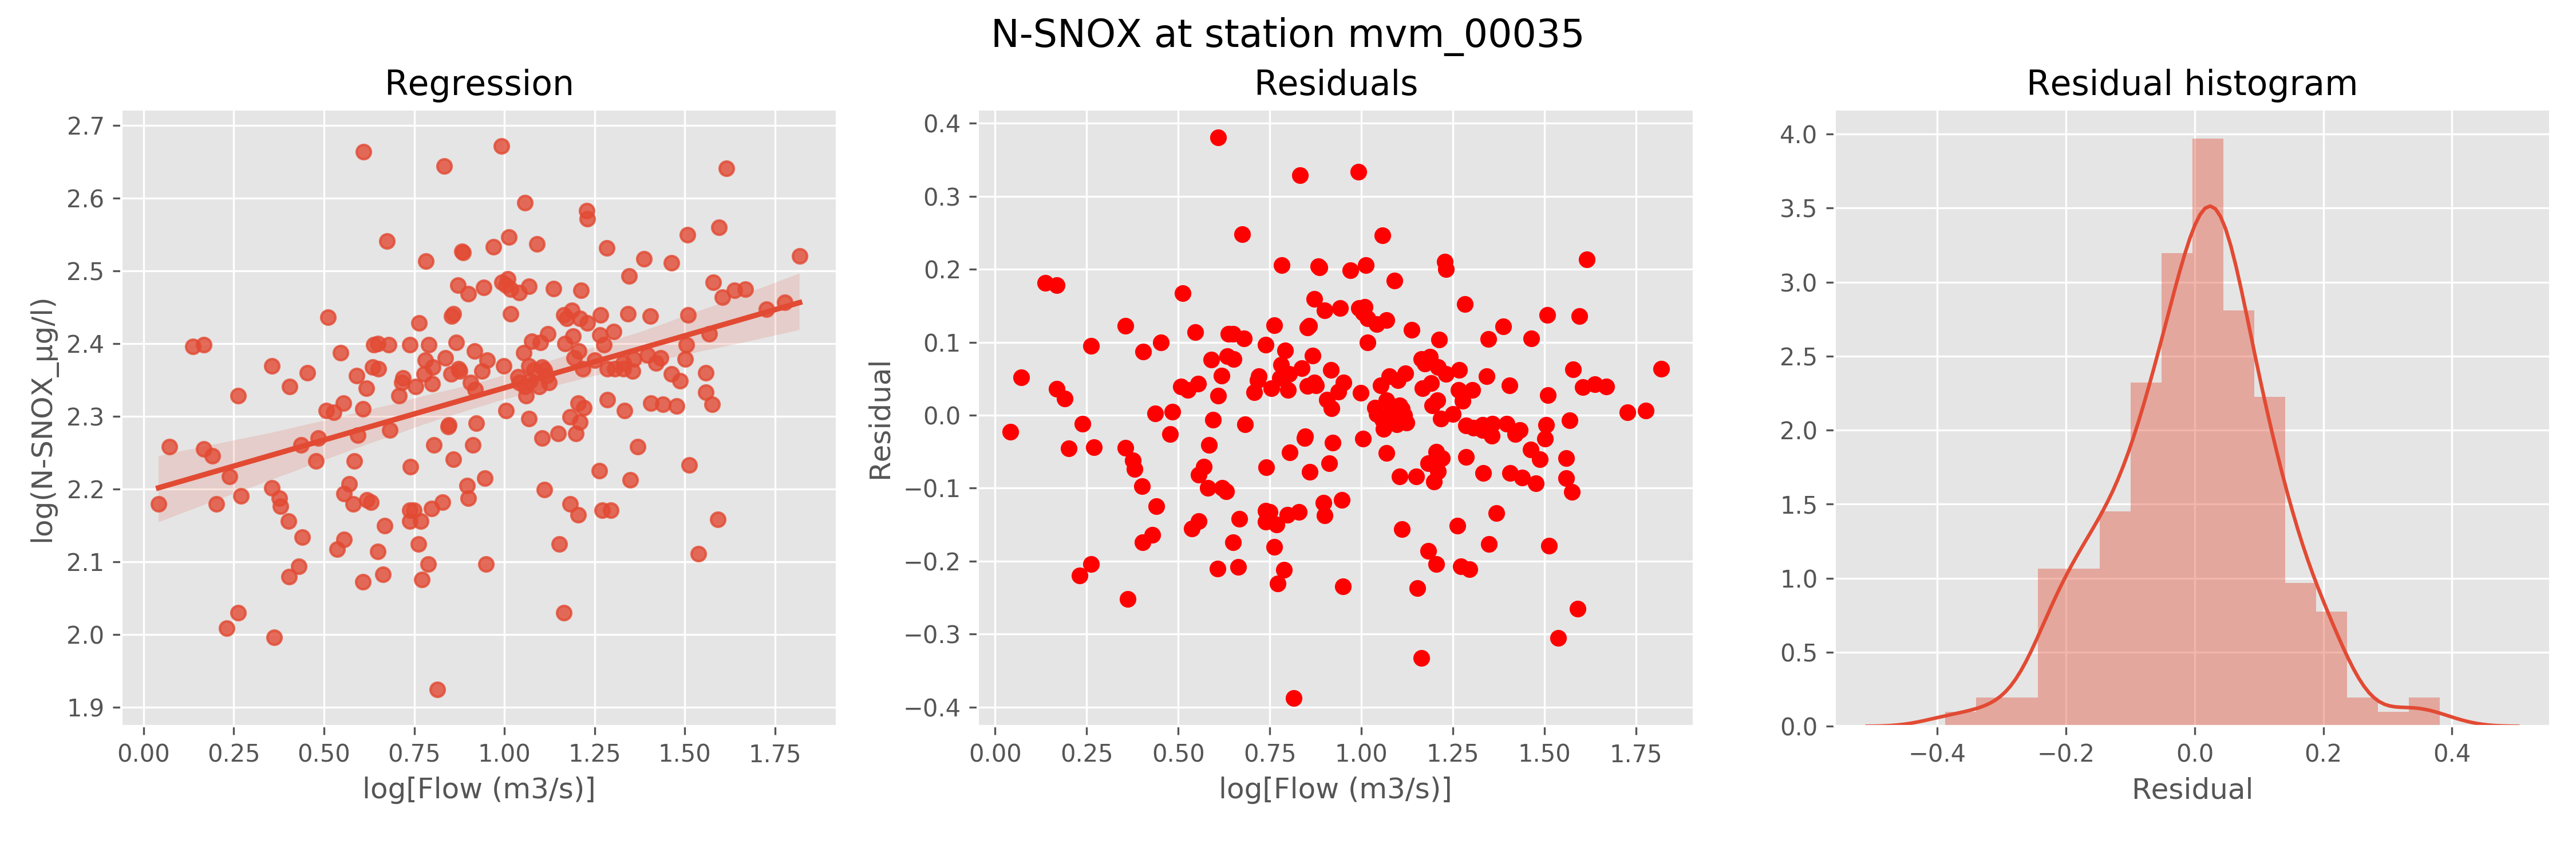 N-SNOX at station mvm_00035
Regression
2.7
2.6
2.5
2.4
2.3
2.2
2.1
2.0
1.9
log(N-SNOX_µg/l)
0.00 0.25 0.50 0.75 1.00 1.25 1.50 1.75
log[Flow (m3/s)]
Residuals
0.4
0.3
0.2
0.1
0.0
−0.1
−0.2
−0.3
−0.4
Residual
0.00 0.25 0.50 0.75 1.00 1.25 1.50 1.75
log[Flow (m3/s)]
Residual histogram
4.0
3.5
3.0
2.5
2.0
1.5
1.0
0.5
0.0
−0.4 −0.2 0.0 0.2 0.4
Residual